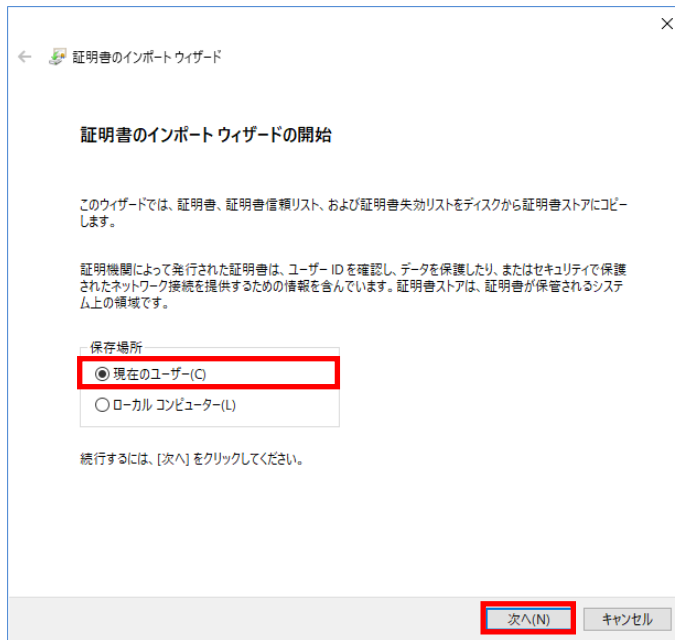 証明書のインポート ウィザード
証明書のインポート ウィザードの開始
このウィザードでは、証明書、証明書信頼リスト、および証明書失効リストをディスクから証明書ストアにコピー
します。
証明機関によって発行された証明書は、ユーザー ID を確認し、データを保護したり、またはセキュリティで保護
されたネットワーク接続を提供するための情報を含んでいます。証明書ストアは、証明書が保管されるシステ
ム上の領域です。
保存場所
現在のユーザー(C)
ローカル コンピューター(L)
続行するには、[次へ] をクリックしてください。
次へ(N) キャンセル